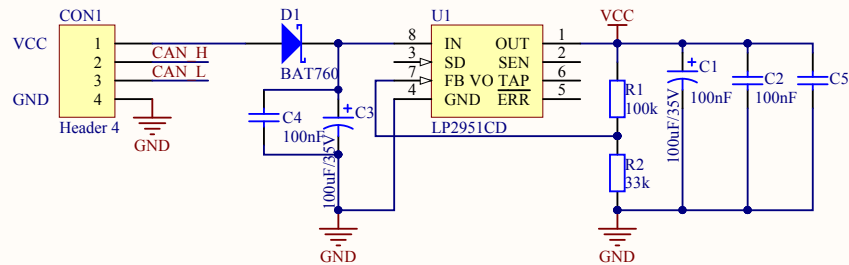 CON1
VCC 1
CAN_H 2
CAN_L 3
GND 4
Header 4
GND
D1
BAT760
C4
100nF
C3
100uF/35V
GND
U1
8 IN OUT 1
3 SD SEN 2
7 FB VO TAP 6
4 GND ERR 5
LP2951CD
VCC
R1
100k
R2
33k
GND
C1
100uF/35V
100nF
C2
100nF
C5